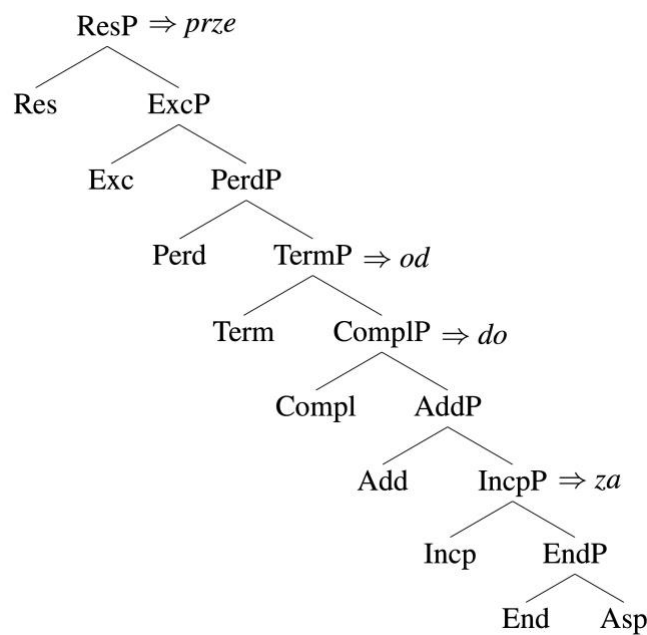 ResP ⇒ prze
Res ExcP
Exc PerdP
Perd TermP ⇒ od
Term ComplP ⇒ do
Compl AddP
Add IncpP ⇒ za
Incp EndP
End Asp